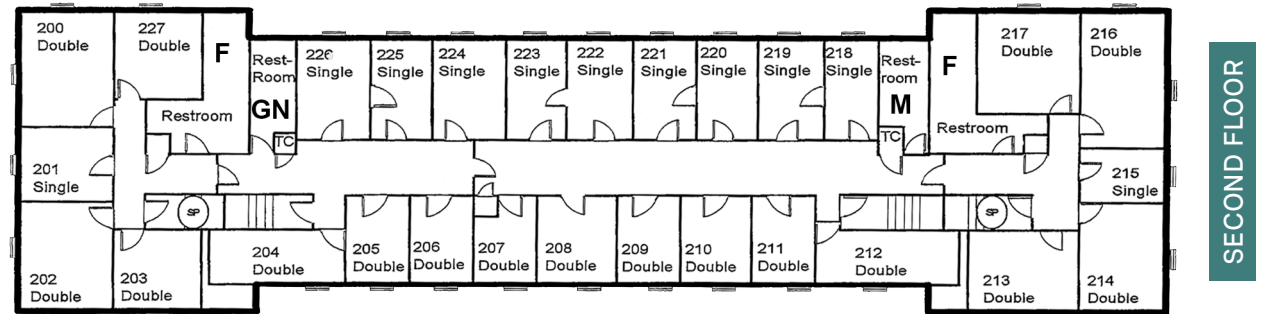 200
Double
227
Double
F
Rest-
Room
GN
226
Single
225
Single
224
Single
223
Single
222
Single
221
Single
220
Single
219
Single
218
Single
Rest-
room
M
F
217
Double
216
Double
Restroom
TC
TC
Restroom
201
Single
215
Single
SP
SP
202
Double
203
Double
204
Double
205
Double
206
Double
207
Double
208
Double
209
Double
210
Double
211
Double
212
Double
213
Double
214
Double
SECOND FLOOR